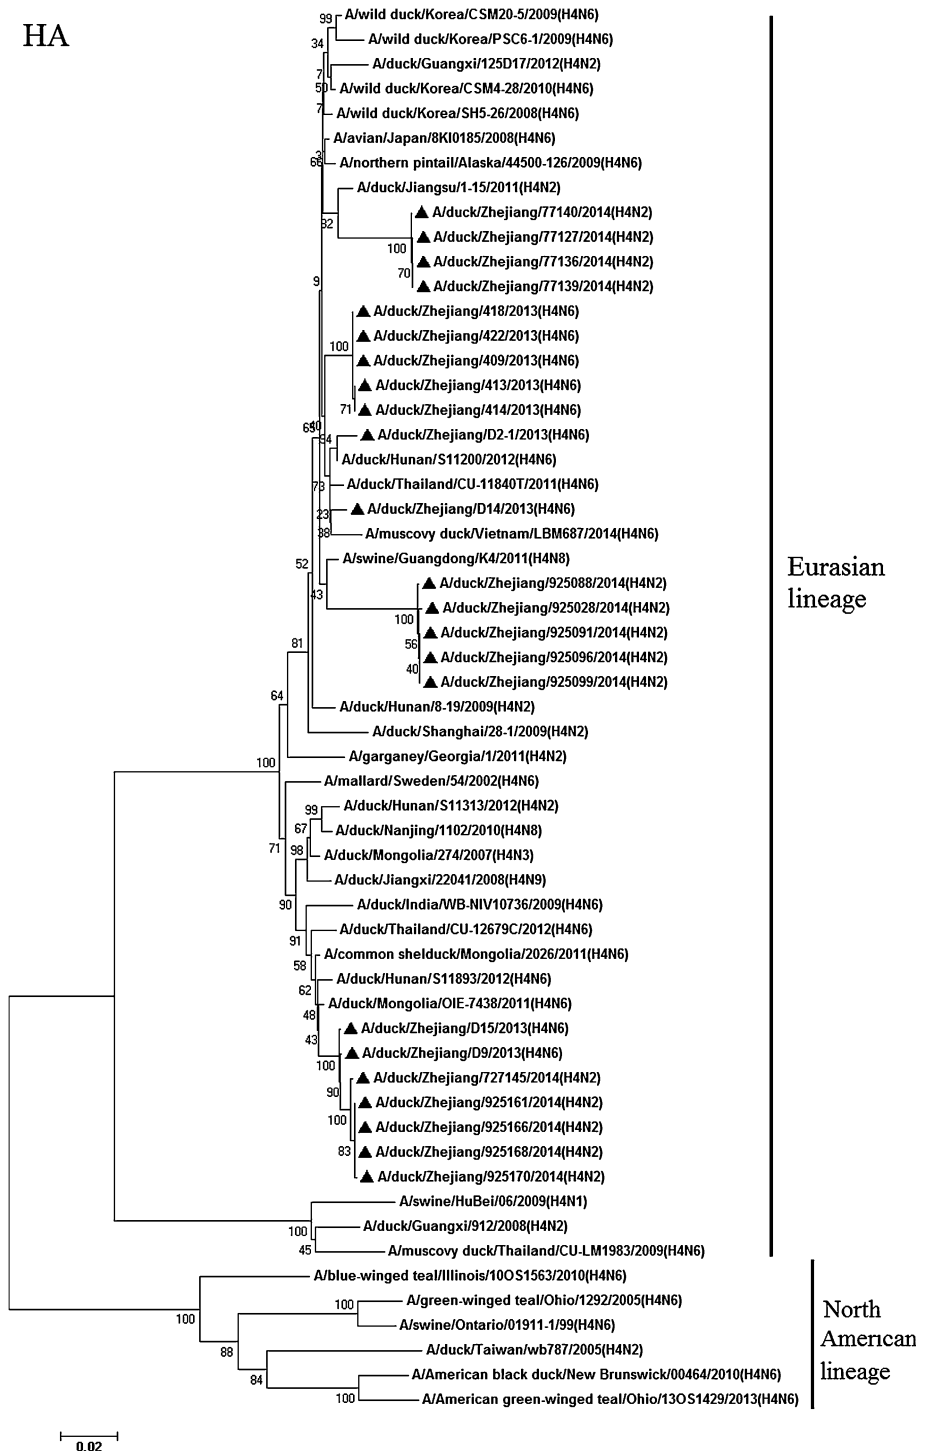 HA
99
A/wild duck/Korea/CSM20-5/2009(H4N6)
34
A/wild duck/Korea/PSC6-1/2009(H4N6)
A/duck/Guangxi/125D17/2012(H4N2)
7
A/wild duck/Korea/CSM4-28/2010(H4N6)
7
A/wild duck/Korea/SH5-26/2008(H4N6)
A/avian/Japan/8KI0185/2008(H4N6)
A/northern pintail/Alaska/44500-126/2009(H4N6)
A/duck/Jiangsu/1-15/2011(H4N2)
A/duck/Zhejiang/77140/2014(H4N2)
82
A/duck/Zhejiang/77127/2014(H4N2)
100
A/duck/Zhejiang/77136/2014(H4N2)
70
A/duck/Zhejiang/77139/2014(H4N2)
9
A/duck/Zhejiang/418/2013(H4N6)
A/duck/Zhejiang/422/2013(H4N6)
100
A/duck/Zhejiang/409/2013(H4N6)
A/duck/Zhejiang/413/2013(H4N6)
71
A/duck/Zhejiang/414/2013(H4N6)
A/duck/Zhejiang/D2-1/2013(H4N6)
A/duck/Hunan/S11200/2012(H4N6)
73
A/duck/Thailand/CU-11840T/2011(H4N6)
A/duck/Zhejiang/D14/2013(H4N6)
23
38
A/muscovy duck/Vietnam/LBM687/2014(H4N6)
A/swine/Guangdong/K4/2011(H4N8)
52
A/duck/Zhejiang/925088/2014(H4N2)
43
A/duck/Zhejiang/925028/2014(H4N2)
100
A/duck/Zhejiang/925091/2014(H4N2)
56
A/duck/Zhejiang/925096/2014(H4N2)
40
A/duck/Zhejiang/925099/2014(H4N2)
81
64
A/duck/Hunan/8-19/2009(H4N2)
A/duck/Shanghai/28-1/2009(H4N2)
A/garganey/Georgia/1/2011(H4N2)
100
A/mallard/Sweden/54/2002(H4N6)
99
A/duck/Hunan/S11313/2012(H4N2)
67
A/duck/Nanjing/1102/2010(H4N8)
71
98
A/duck/Mongolia/274/2007(H4N3)
A/duck/Jiangxi/22041/2008(H4N9)
90
A/duck/India/WB-NIV10736/2009(H4N6)
A/duck/Thailand/CU-12679C/2012(H4N6)
91
A/common shelduck/Mongolia/2026/2011(H4N6)
58
A/duck/Hunan/S11893/2012(H4N6)
62
A/duck/Mongolia/OIE-7438/2011(H4N6)
48
A/duck/Zhejiang/D15/2013(H4N6)
43
A/duck/Zhejiang/D9/2013(H4N6)
100
A/duck/Zhejiang/727145/2014(H4N2)
90
A/duck/Zhejiang/925161/2014(H4N2)
100
A/duck/Zhejiang/925166/2014(H4N2)
83
A/duck/Zhejiang/925168/2014(H4N2)
A/duck/Zhejiang/925170/2014(H4N2)
A/swine/HuBei/06/2009(H4N1)
100
A/duck/Guangxi/912/2008(H4N2)
45
A/muscovy duck/Thailand/CU-LM1983/2009(H4N6)
Eurasian
lineage
A/blue-winged teal/Illinois/10OS1563/2010(H4N6)
100
100
A/green-winged teal/Ohio/1292/2005(H4N6)
A/swine/Ontario/01911-1/99(H4N6)
88
A/duck/Taiwan/wb787/2005(H4N2)
84
A/American black duck/New Brunswick/00464/2010(H4N6)
100
A/American green-winged teal/Ohio/13OS1429/2013(H4N6)
North
American
lineage
0.02